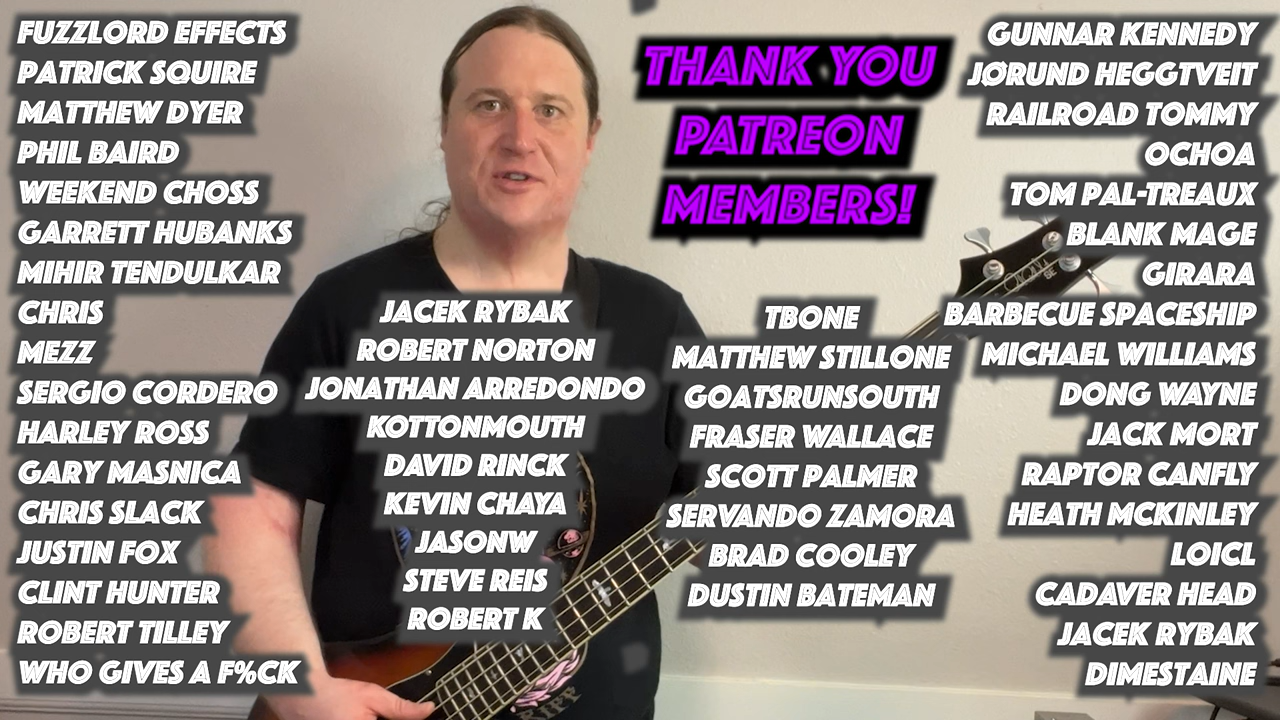 FUZZLORD EFFECTS
PATRICK SQUIRE
MATTHEW DYER
PHIL BAIRD
WEEKEND CHOSS
GARRETT HUBANKS
MIHIR TENDULKAR
CHRIS
MEZZ
SERGIO CORDERO
HARLEY ROSS
GARY MASNICA
CHRIS SLACK
JUSTIN FOX
CLINT HUNTER
ROBERT TILLEY
WHO GIVES A F%CK
JACEK RYBAK
ROBERT NORTON
JONATHAN ARREDONDO
KOTTONMOUTH
DAVID RINCK
KEVIN CHAYA
JASONW
STEVE REIS
ROBERT K
THANK YOU
PATREON
MEMBERS!
TBONE
MATTHEW STILLONE
GOATSRUNSOUTH
FRASER WALLACE
SCOTT PALMER
SERVANDO ZAMORA
BRAD COOLEY
DUSTIN BATEMAN
GUNNAR KENNEDY
JØRUND HEGGTVEIT
RAILROAD TOMMY
OCHOA
TOM PAL-TREAUX
BLANK MAGE
GIRARA
BARBECUE SPACESHIP
MICHAEL WILLIAMS
DONG WAYNE
JACK MORT
RAPTOR CANFLY
HEATH MCKINLEY
LOICL
CADAVER HEAD
JACEK RYBAK
DIMESTAINE